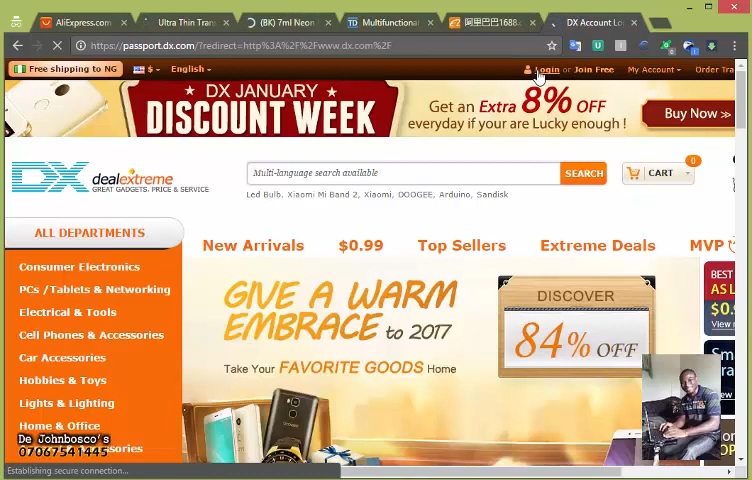 AliExpress.com
Ultra Thin Trans
(BK) 7ml Neon
TD Multifunctional
阿里巴巴1688.c
DX Account Lo
https://passport.dx.com/?redirect=http%3A%2F%2Fwww.dx.com%2F
Free shipping to NG
$
English
Login or Join Free
My Account
Order Tra
DX JANUARY
DISCOUNT WEEK
Get an Extra 8% OFF
everyday if your are Lucky enough !
Buy Now >>
DX dealextreme
GREAT GADGETS, PRICE & SERVICE
Multi-language search available
SEARCH
CART
0
Led Bulb, Xiaomi Mi Band 2, Xiaomi, DOOGEE, Arduino, Sandisk
ALL DEPARTMENTS
New Arrivals
$0.99
Top Sellers
Extreme Deals
MVP
Consumer Electronics
PCs /Tablets & Networking
Electrical & Tools
Cell Phones & Accessories
Car Accessories
Hobbies & Toys
Lights & Lighting
Home & Office
GIVE A WARM
EMBRACE to 2017
Take Your FAVORITE GOODS Home
DISCOVER
84% OFF
BEST
AS L
$0.
View m
De Johnbosco's
07067541445
Establishing secure connection...